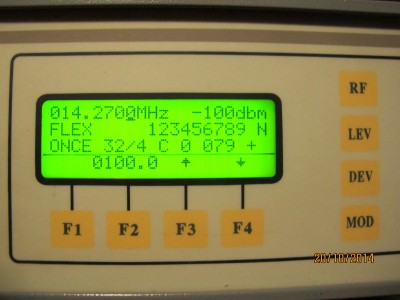 014.2700MHz -100dbm
FLEX 123456789 N
ONCE 32/4 C 0 079 +
0100.0 ↑ ↓
F1 F2 F3 F4
RF
LEV
DEV
MOD
20/10/2014